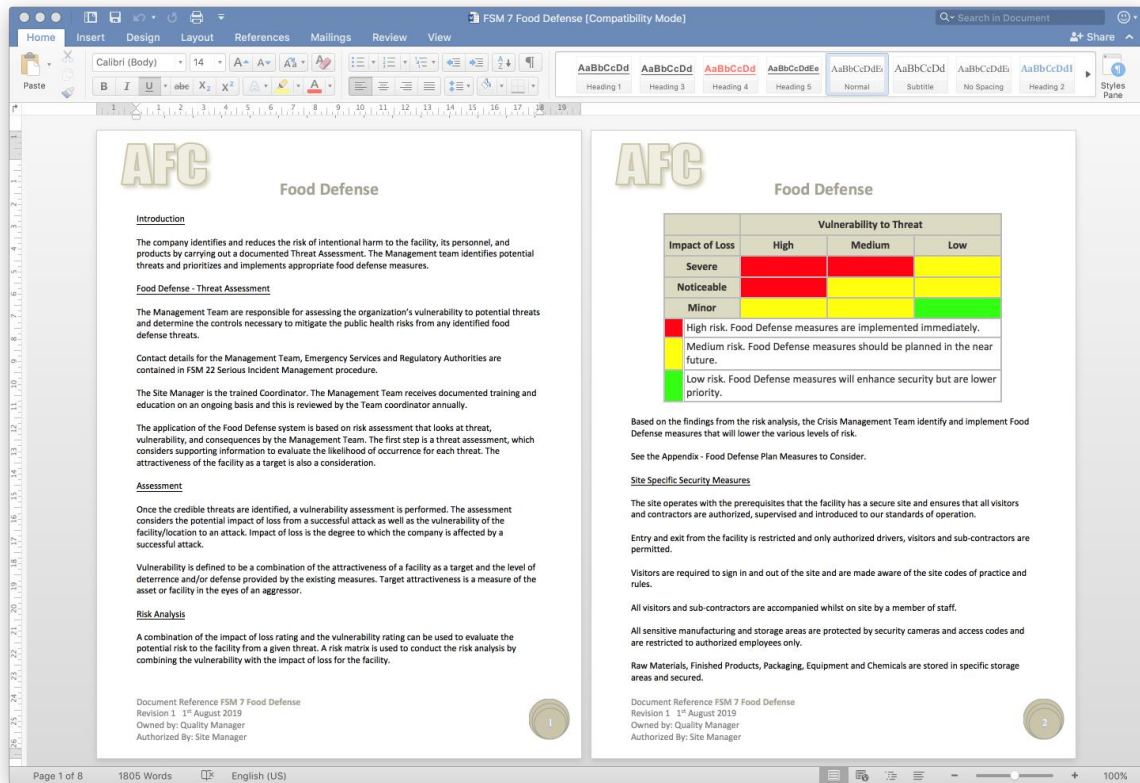 FSM 7 Food Defense [Compatibility Mode]
Search in Document
Home Insert Design Layout References Mailings Review View
Share
Paste
Calibri (Body) 14
AaBbCcDd AaBbCcDd AaBbCcDd AaBbCcDdEe AaBbCcDdEe AaBbCcDd AaBbCcDdEe AaBbCcDdI
Heading 1 Heading 3 Heading 4 Heading 5 Normal Subtitle No Spacing Heading 2
Styles
Pane
1 1 2 3 4 5 6 7 8 9 10 11 12 13 14 15 16 17 18 19
AFC
Food Defense
Introduction
The company identifies and reduces the risk of intentional harm to the facility, its personnel, and
products by carrying out a documented Threat Assessment. The Management team identifies potential
threats and prioritizes and implements appropriate food defense measures.
Food Defense - Threat Assessment
The Management Team are responsible for assessing the organization's vulnerability to potential threats
and determine the controls necessary to mitigate the public health risks from any identified food
defense threats.
Contact details for the Management Team, Emergency Services and Regulatory Authorities are
contained in FSM 22 Serious Incident Management procedure.
The Site Manager is the trained Coordinator. The Management Team receives documented training and
education on an ongoing basis and this is reviewed by the Team coordinator annually.
The application of the Food Defense system is based on risk assessment that looks at threat,
vulnerability, and consequences by the Management Team. The first step is a threat assessment, which
considers supporting information to evaluate the likelihood of occurrence for each threat. The
attractiveness of the facility as a target is also a consideration.
Assessment
Once the credible threats are identified, a vulnerability assessment is performed. The assessment
considers the potential impact of loss from a successful attack as well as the vulnerability of the
facility/location to an attack. Impact of loss is the degree to which the company is affected by a
successful attack.
Vulnerability is defined to be a combination of the attractiveness of a facility as a target and the level of
deterrence and/or defense provided by the existing measures. Target attractiveness is a measure of the
asset or facility in the eyes of an aggressor.
Risk Analysis
A combination of the impact of loss rating and the vulnerability rating can be used to evaluate the
potential risk to the facility from a given threat. A risk matrix is used to conduct the risk analysis by
combining the vulnerability with the impact of loss for the facility.
Document Reference FSM 7 Food Defense
Revision 1 1st August 2019
Owned by: Quality Manager
Authorized By: Site Manager
1
AFC
Food Defense
Vulnerability to Threat
Impact of Loss High Medium Low
Severe
Noticeable
Minor
High risk. Food Defense measures are implemented immediately.
Medium risk. Food Defense measures should be planned in the near
future.
Low risk. Food Defense measures will enhance security but are lower
priority.
Based on the findings from the risk analysis, the Crisis Management Team identify and implement Food
Defense measures that will lower the various levels of risk.
See the Appendix - Food Defense Plan Measures to Consider.
Site Specific Security Measures
The site operates with the prerequisites that the facility has a secure site and ensures that all visitors
and contractors are authorized, supervised and introduced to our standards of operation.
Entry and exit from the facility is restricted and only authorized drivers, visitors and sub-contractors are
permitted.
Visitors are required to sign in and out of the site and are made aware of the site codes of practice and
rules.
All visitors and sub-contractors are accompanied whilst on site by a member of staff.
All sensitive manufacturing and storage areas are protected by security cameras and access codes and
are restricted to authorized employees only.
Raw Materials, Finished Products, Packaging, Equipment and Chemicals are stored in specific storage
areas and secured.
Document Reference FSM 7 Food Defense
Revision 1 1st August 2019
Owned by: Quality Manager
Authorized By: Site Manager
2
Page 1 of 8 1805 Words English (US) 100%